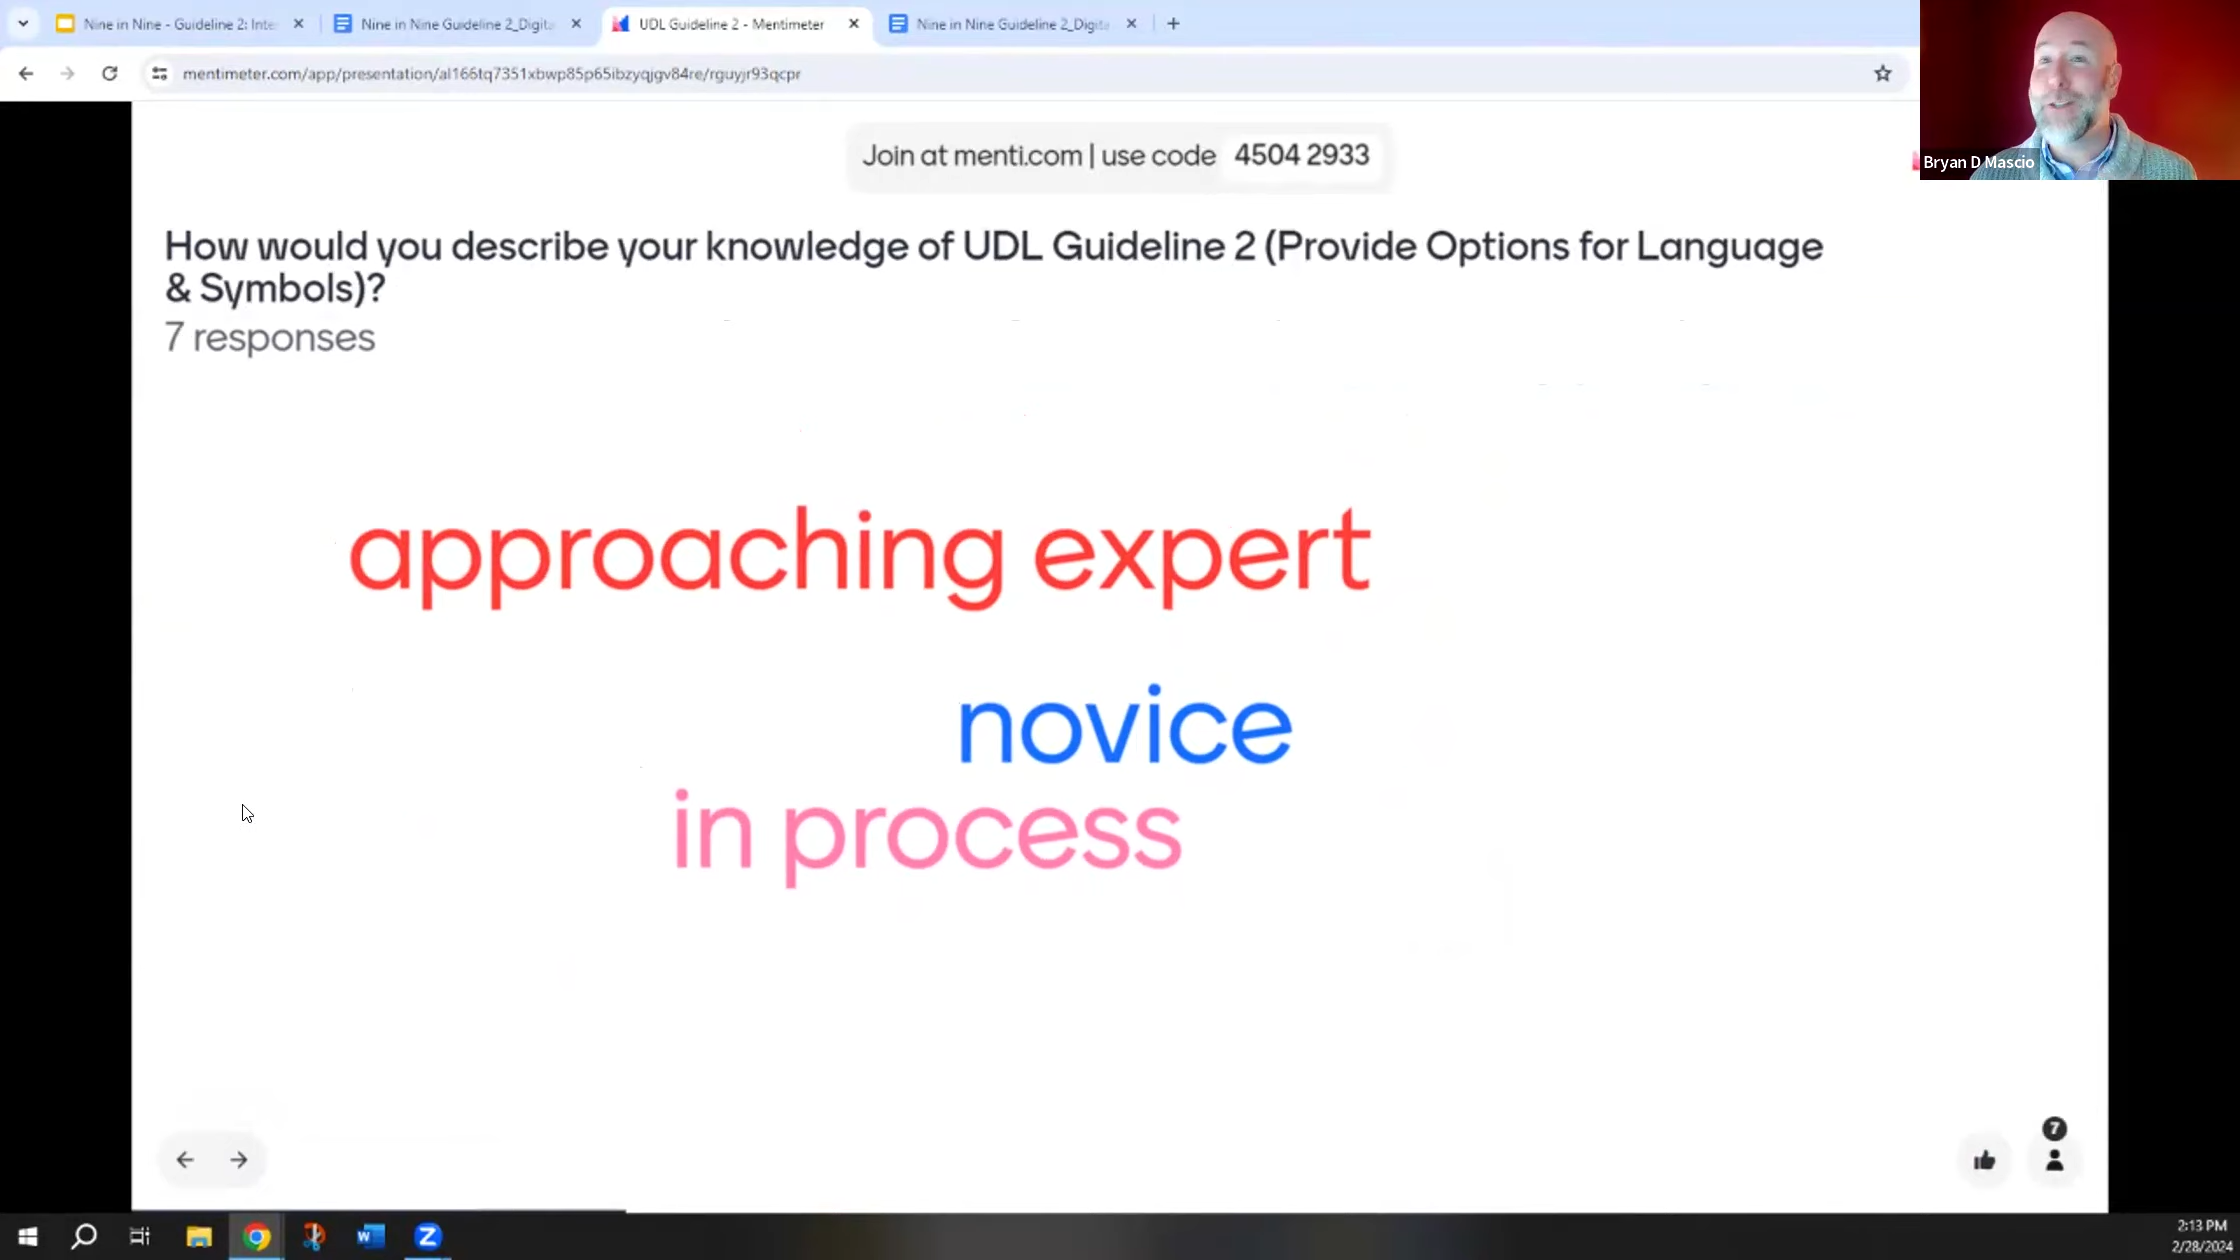 Nine in Nine - Guideline 2: Inte
Nine in Nine Guideline 2_Digita
UDL Guideline 2 - Mentimeter
Nine in Nine Guideline 2_Digita
mentimeter.com/app/presentation/al166tq7351xbwp85p65ibzyqjgv84re/rguyjr93qcpr
Bryan D Mascio
Join at menti.com | use code 4504 2933
How would you describe your knowledge of UDL Guideline 2 (Provide Options for Language
& Symbols)?
7 responses
approaching expert
novice
in process
7
2:13 PM
2/28/2024